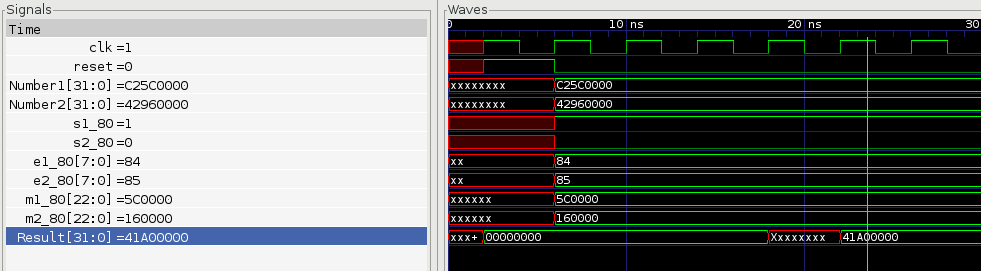 Signals
Time
clk =1
reset =0
Number1[31:0] =C25C0000
Number2[31:0] =42960000
s1_80 =1
s2_80 =0
e1_80[7:0] =84
e2_80[7:0] =85
m1_80[22:0] =5C0000
m2_80[22:0] =160000
Result[31:0] =41A00000
Waves
0 10 ns 20 ns 30
xxxxxxxx C25C0000
xxxxxxxx 42960000
xx 84
xx 85
xxxxxx 5C0000
xxxxxx 160000
xxx+ 00000000 Xxxxxxxx 41A00000